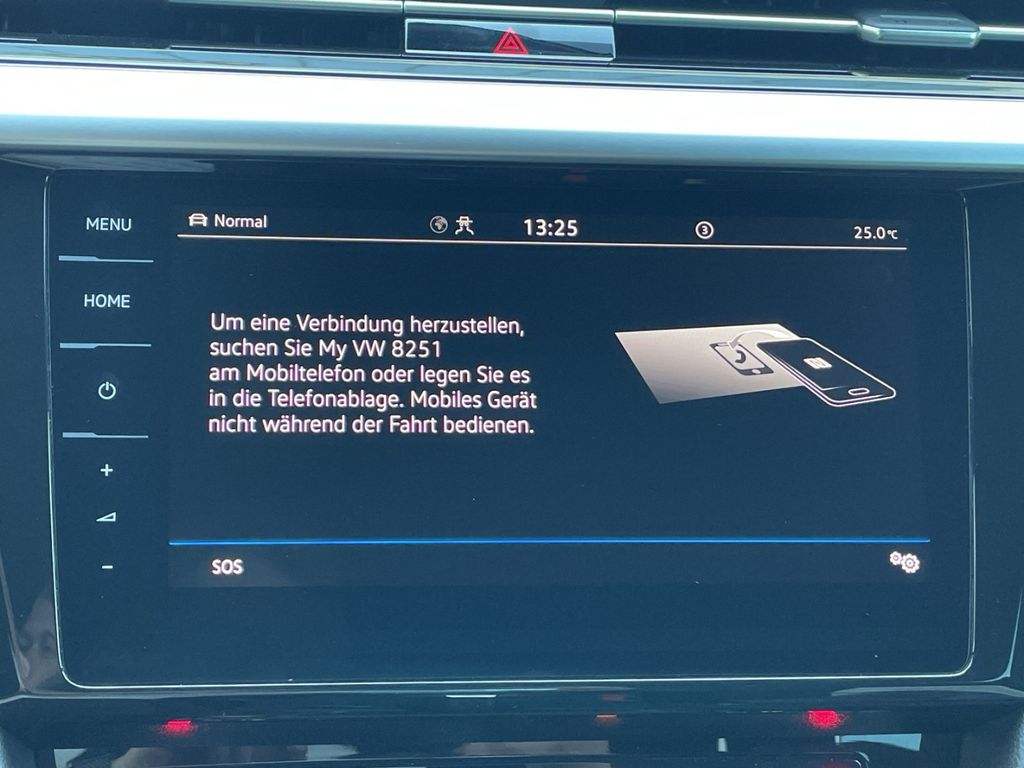 MENU
HOME
+
-
Normal
13:25
3
25.0°C
Um eine Verbindung herzustellen,
suchen Sie My VW 8251
am Mobiltelefon oder legen Sie es
in die Telefonablage. Mobiles Gerät
nicht während der Fahrt bedienen.
SOS